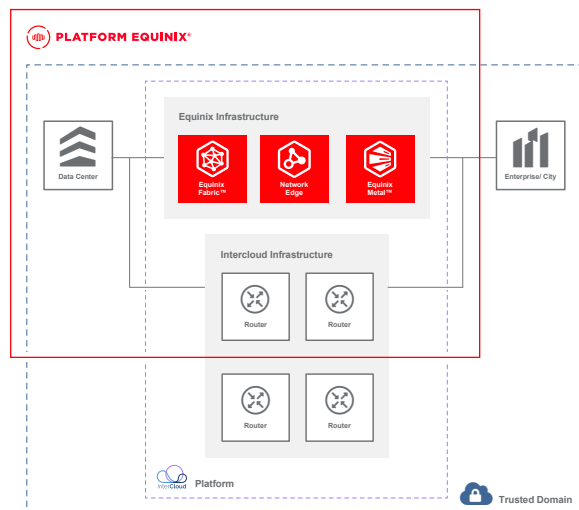 PLATFORM EQUINIX®
Equinix Infrastructure
Data Center
Equinix
Fabric™
Network
Edge
Equinix
Metal™
Enterprise/ City
Intercloud Infrastructure
Router
Router
Router
Router
InterCloud
Platform
Trusted Domain